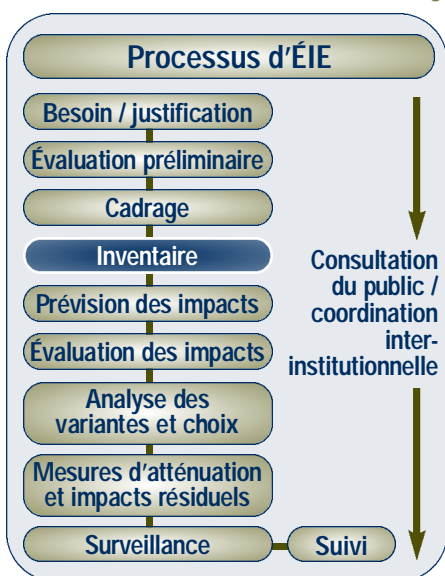 Processus d'ÉIE
Besoin / justification
Évaluation préliminaire
Cadrage
Inventaire
Prévision des impacts
Évaluation des impacts
Analyse des
variantes et choix
Mesures d'atténuation
et impacts résiduels
Surveillance
Suivi
Consultation
du public /
coordination
inter-
institutionnelle